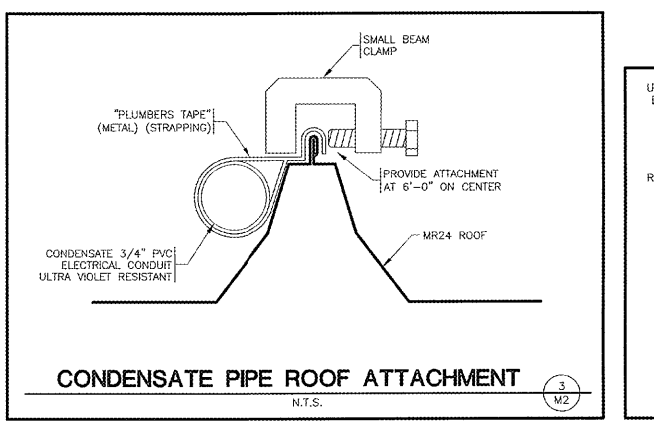 SMALL BEAM
CLAMP
"PLUMBERS TAPE"
(METAL) (STRAPPING)
PROVIDE ATTACHMENT
AT 6'-0" ON CENTER
MR24 ROOF
CONDENSATE 3/4" PVC
ELECTRICAL CONDUIT
ULTRA VIOLET RESISTANT
CONDENSATE PIPE ROOF ATTACHMENT
N.T.S.
3
M2
U
R